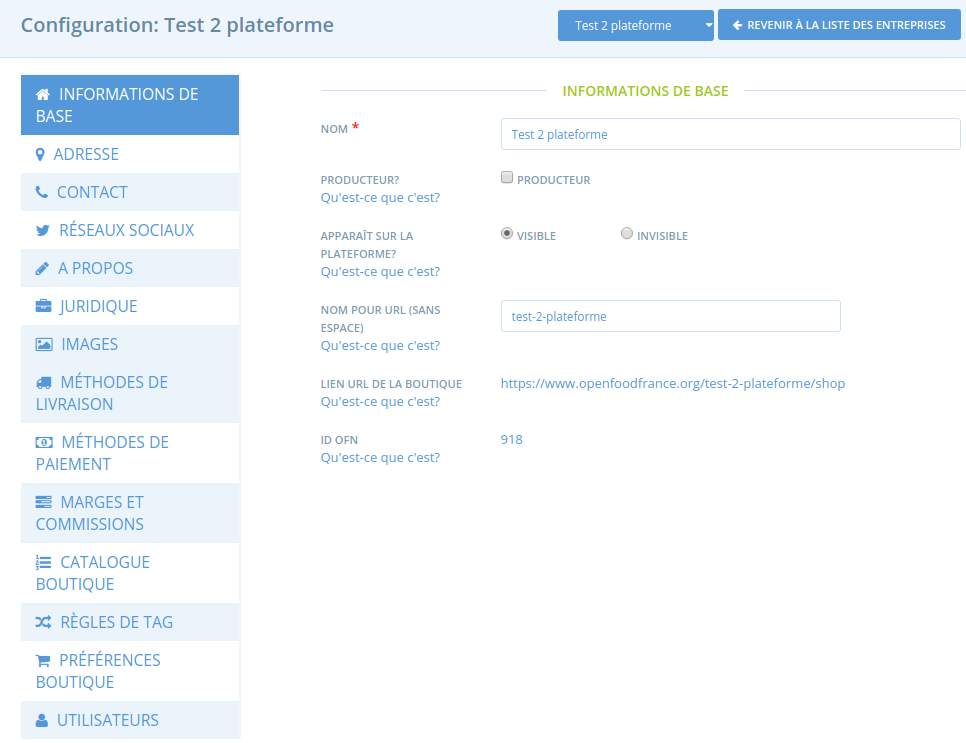 Configuration: Test 2 plateforme
Test 2 plateforme
REVENIR À LA LISTE DES ENTREPRISES
INFORMATIONS DE
BASE
ADRESSE
CONTACT
RÉSEAUX SOCIAUX
A PROPOS
JURIDIQUE
IMAGES
MÉTHODES DE
LIVRAISON
MÉTHODES DE
PAIEMENT
MARGES ET
COMMISSIONS
CATALOGUE
BOUTIQUE
RÈGLES DE TAG
PRÉFÉRENCES
BOUTIQUE
UTILISATEURS
INFORMATIONS DE BASE
NOM *
Test 2 plateforme
PRODUCTEUR?
Qu'est-ce que c'est?
PRODUCTEUR
APPARAÎT SUR LA
PLATEFORME?
Qu'est-ce que c'est?
VISIBLE
INVISIBLE
NOM POUR URL (SANS
ESPACE)
Qu'est-ce que c'est?
test-2-plateforme
LIEN URL DE LA BOUTIQUE
Qu'est-ce que c'est?
https://www.openfoodfrance.org/test-2-plateforme/shop
ID OFN
Qu'est-ce que c'est?
918